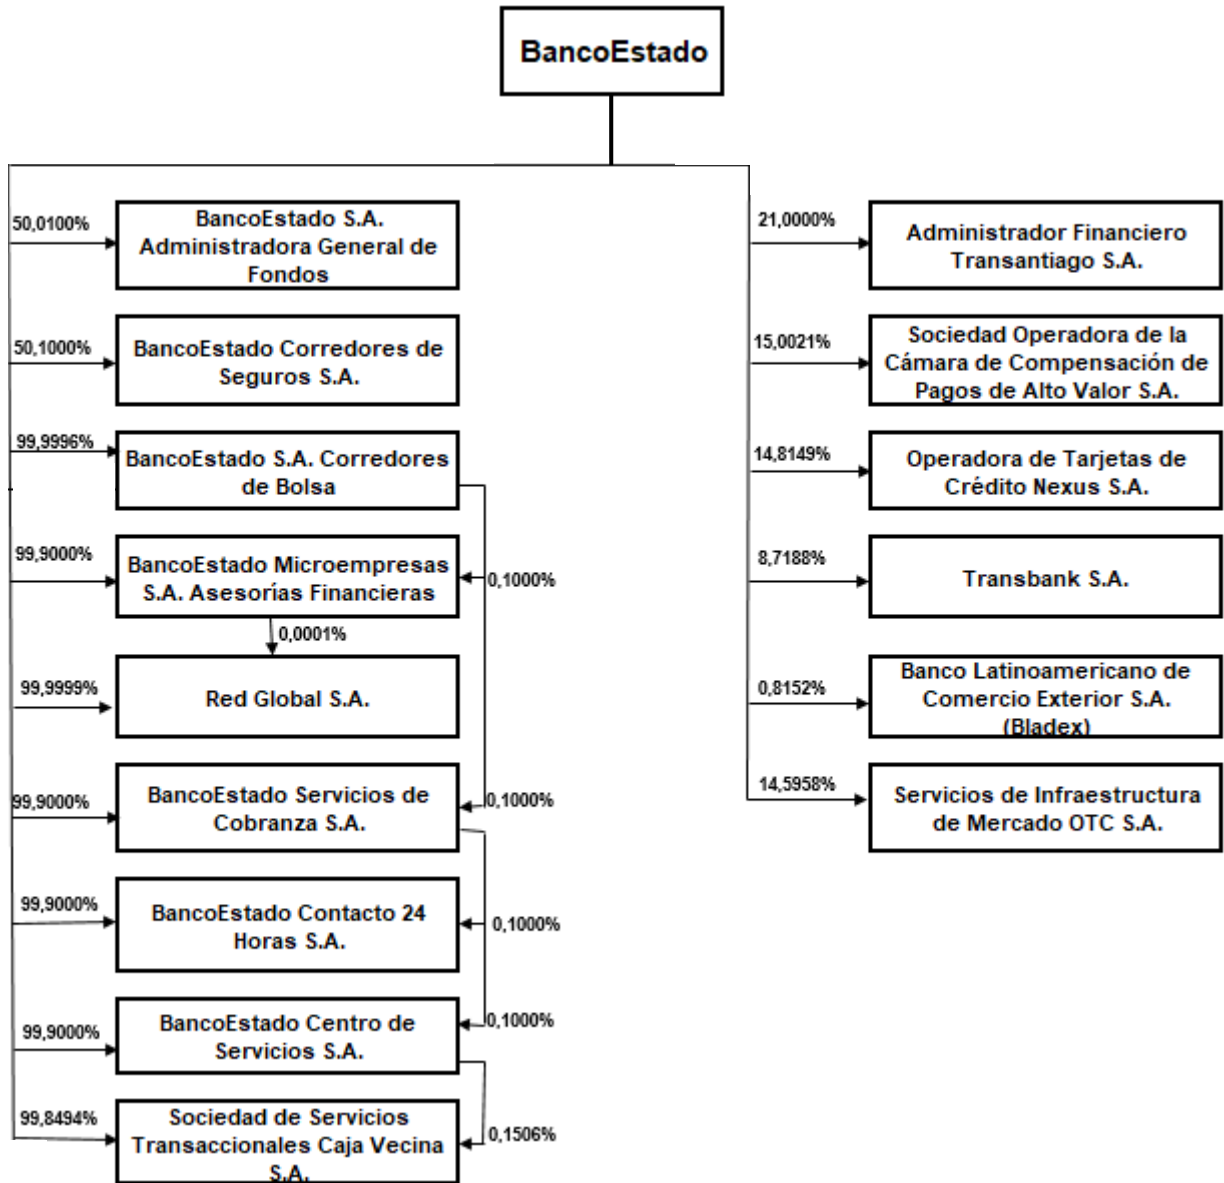 BancoEstado
50,0100%
BancoEstado S.A.
Administradora General de
Fondos
50,1000%
BancoEstado Corredores de
Seguros S.A.
99,9996%
BancoEstado S.A. Corredores
de Bolsa
99,9000%
BancoEstado Microempresas
S.A. Asesorías Financieras
0,1000%
0,0001%
99,9999%
Red Global S.A.
99,9000%
BancoEstado Servicios de
Cobranza S.A.
0,1000%
99,9000%
BancoEstado Contacto 24
Horas S.A.
0,1000%
99,9000%
BancoEstado Centro de
Servicios S.A.
0,1000%
99,8494%
Sociedad de Servicios
Transaccionales Caja Vecina
S.A.
0,1506%
21,0000%
Administrador Financiero
Transantiago S.A.
15,0021%
Sociedad Operadora de la
Cámara de Compensación de
Pagos de Alto Valor S.A.
14,8149%
Operadora de Tarjetas de
Crédito Nexus S.A.
8,7188%
Transbank S.A.
0,8152%
Banco Latinoamericano de
Comercio Exterior S.A.
(Bladex)
14,5958%
Servicios de Infraestructura
de Mercado OTC S.A.